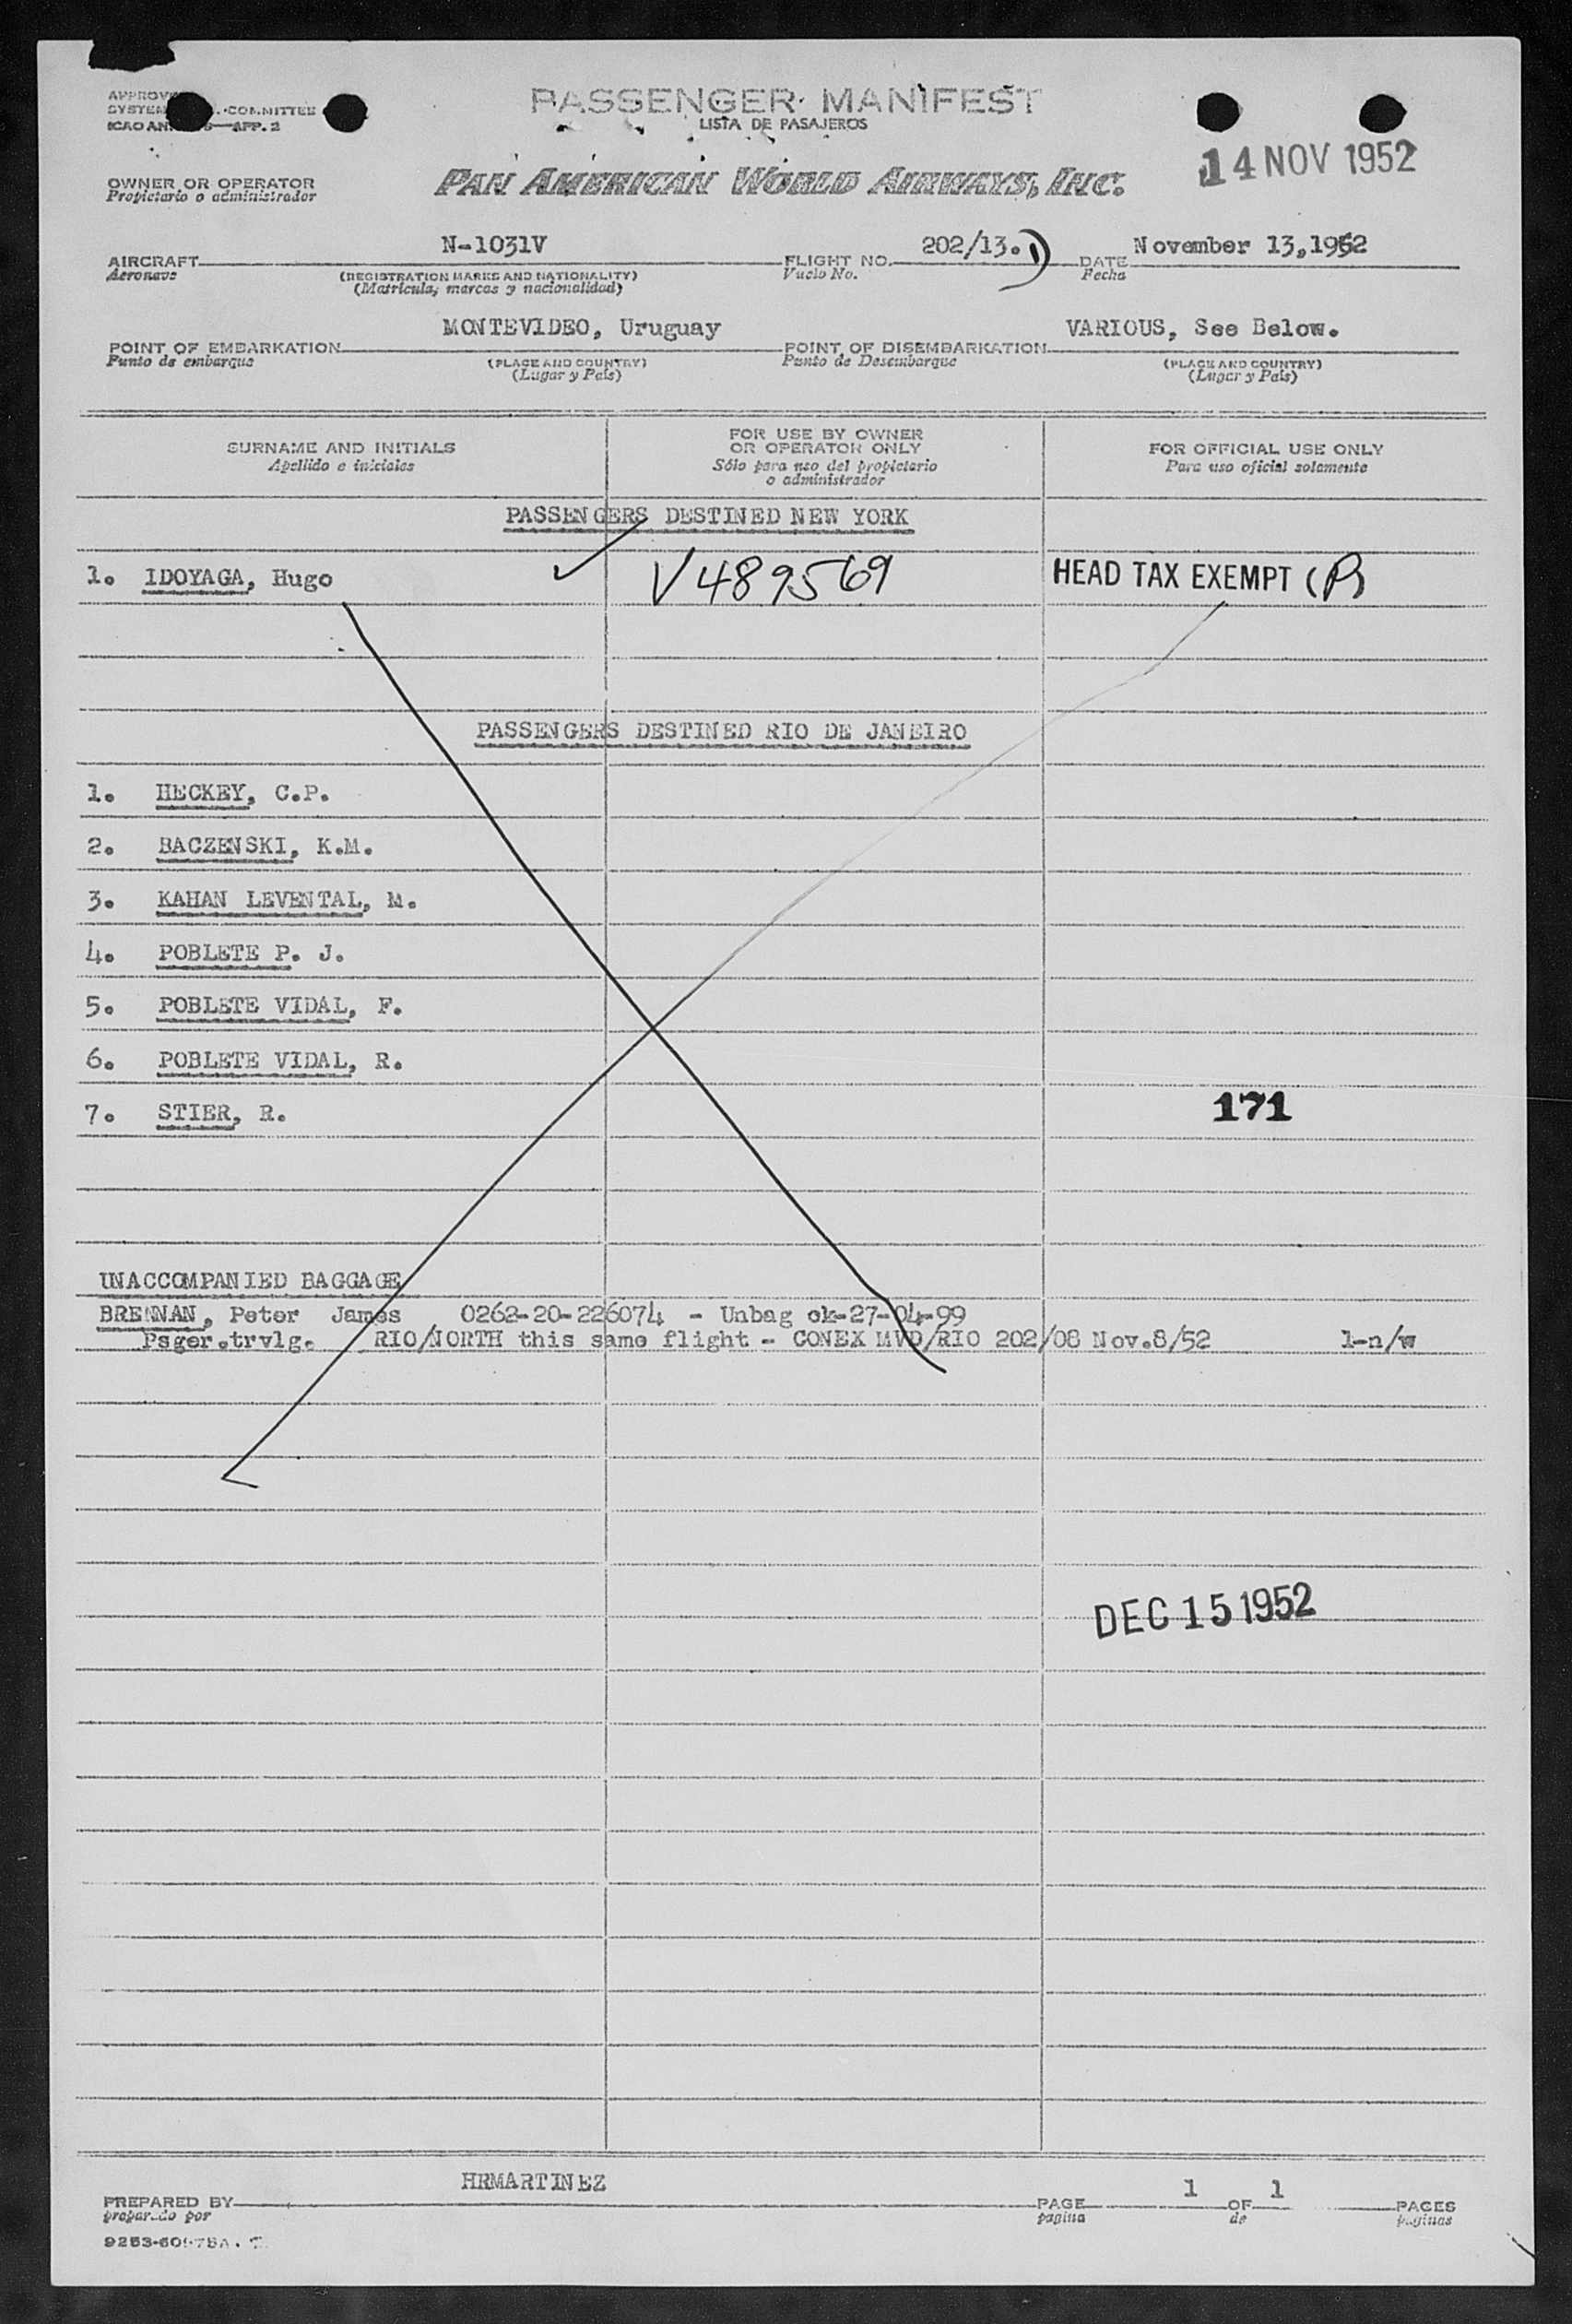 PASSENGER MANIFEST
LISTA DE PASAJEROS
COMMITTEE
APP. 2
14 NOV 1952
OWNER OR OPERATOR
Propietario o administrador
PAN AMERICAN WORLD AIRWAYS, INC.
AIRCRAFT N-1031V FLIGHT NO. 202/13. DATE November 13, 1952
Aeronave (REGISTRATION MARKS AND NATIONALITY) Vuelo No. Fecha
(Matricula, marcas y nacionalidad)
POINT OF EMBARKATION MONTEVIDEO, Uruguay POINT OF DISEMBARKATION VARIOUS, See Below.
Punto de embarque (PLACE AND COUNTRY) Punto de Desembarque (PLACE AND COUNTRY)
(Lugar y País) (Lugar y País)
SURNAME AND INITIALS
Apellido e iniciales
FOR USE BY OWNER
OR OPERATOR ONLY
Sólo para uso del propietario
o administrador
FOR OFFICIAL USE ONLY
Para uso oficial solamente
PASSENGERS DESTINED NEW YORK
1. IDOYAGA, Hugo V489569 HEAD TAX EXEMPT (P)
PASSENGERS DESTINED RIO DE JANEIRO
1. HECKEY, C.P.
2. BACZENSKI, K.M.
3. KAHAN LEVENTAL, M.
4. POBLETE P. J.
5. POBLETE VIDAL, F.
6. POBLETE VIDAL, R.
7. STIER, R. 171
UNACCOMPANIED BAGGAGE
BRENNAN, Peter James 0262-20-226074 - Unbag ok-27-04-99
Psger.trvlg. RIO/NORTH this same flight - CONEX MVD/RIO 202/08 Nov.8/52 1-n/w
DEC 15 1952
PREPARED BY HRMARTINEZ PAGE 1 OF 1 PAGES
preparado por pagina de paginas